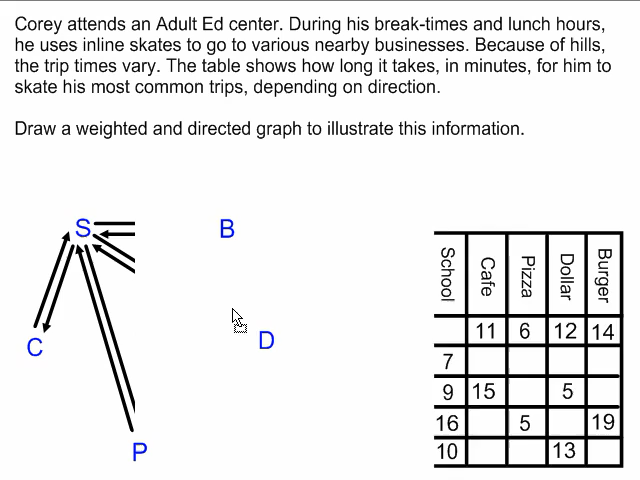 Corey attends an Adult Ed center. During his break-times and lunch hours,
he uses inline skates to go to various nearby businesses. Because of hills,
the trip times vary. The table shows how long it takes, in minutes, for him to
skate his most common trips, depending on direction.
Draw a weighted and directed graph to illustrate this information.
S
B
C
D
P
School Cafe Pizza Dollar Burger
11 6 12 14
7
9 15 5
16 5 19
10 13